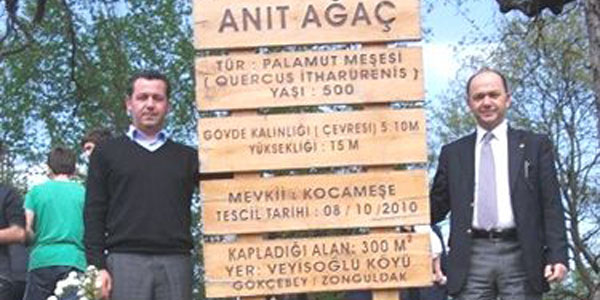 ANIT AĞAÇ
TÜR : PALAMUT MEŞESİ
( QUERCUS İTHARURENİS )
YAŞI : 500
GÖVDE KALINLIĞI ( ÇEVRESİ) 5.10M
YÜKSEKLİĞİ : 15 M
MEVKİİ : KOCAMEŞE
TESCİL TARİHİ : 08 / 10 / 2010
KAPLADIĞI ALAN: 300 M²
YER: VEYİSOĞLU KÖYÜ
GÖKÇEBEY / ZONGULDAK